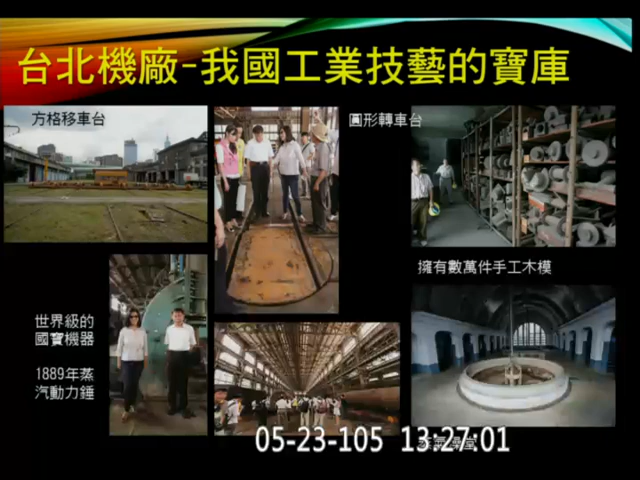 台北機廠-我國工業技藝的寶庫
方格移車台
圓形轉車台
擁有數萬件手工木模
世界級的
國寶機器
1889年蒸
汽動力錘
05-23-105 13:27:01